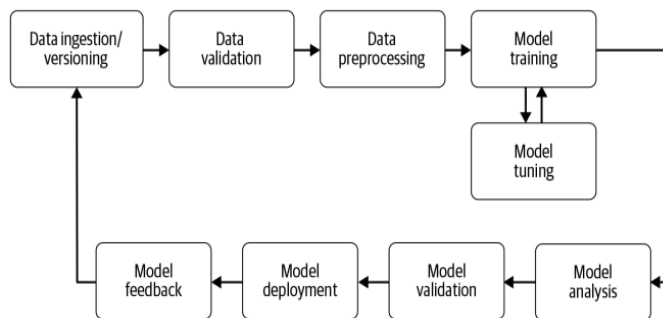 Data ingestion/
versioning
Data
validation
Data
preprocessing
Model
training
Model
tuning
Model
feedback
Model
deployment
Model
validation
Model
analysis